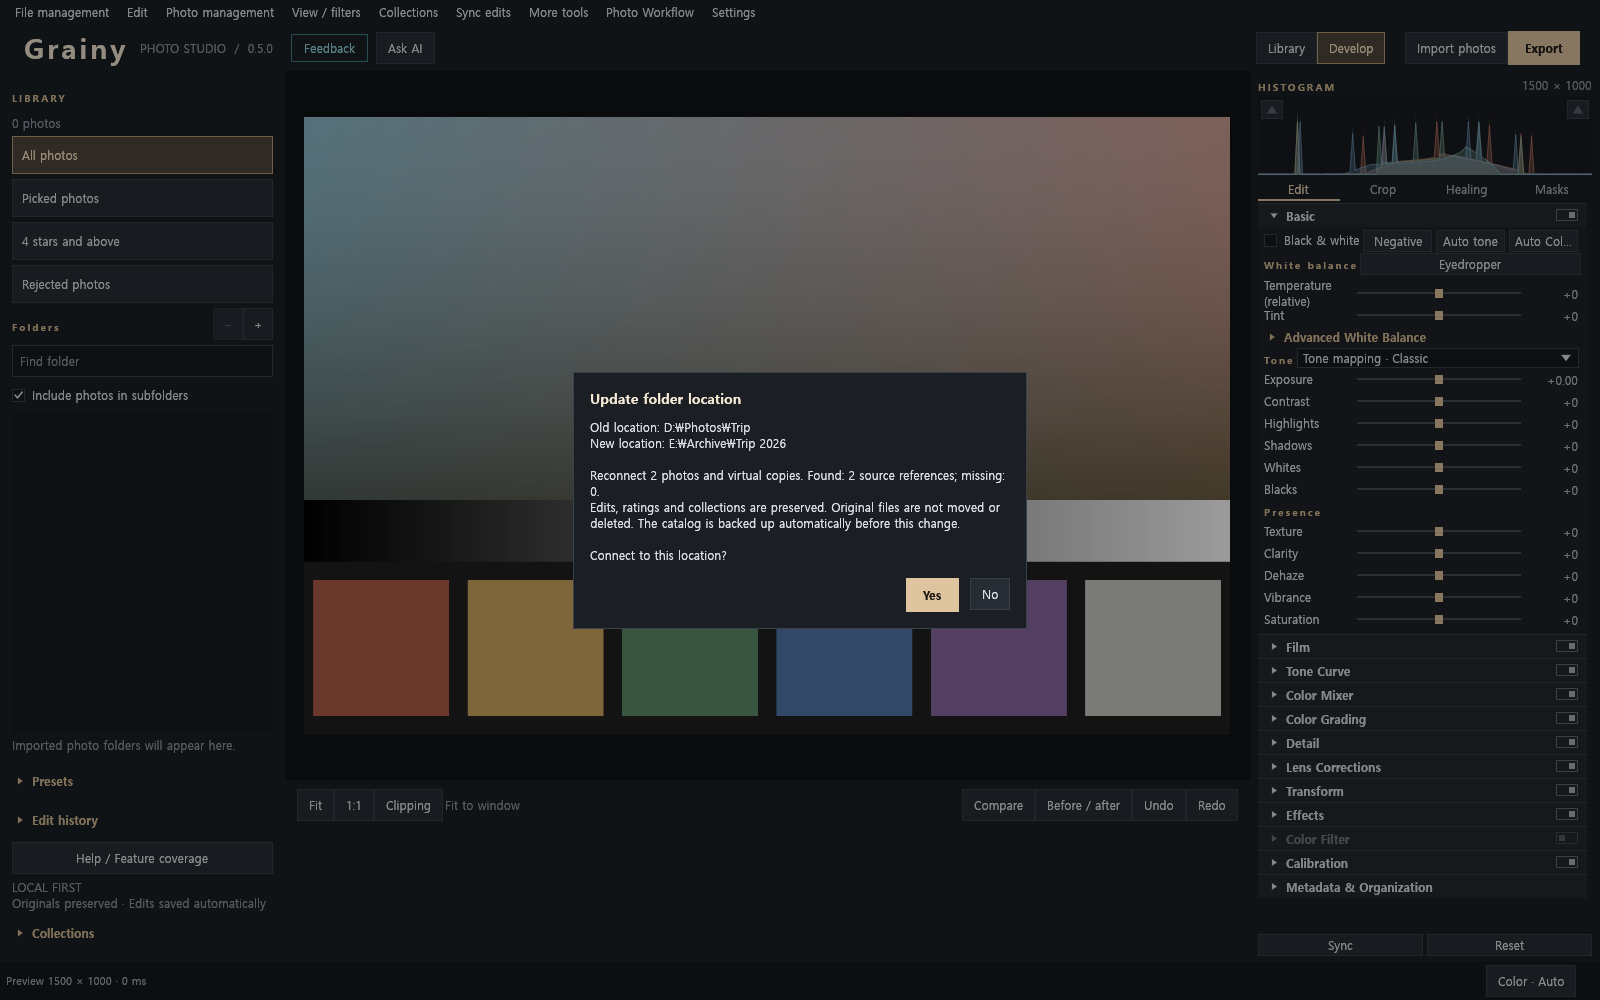 File management Edit Photo management View / filters Collections Sync edits More tools Photo Workflow Settings
Grainy PHOTO STUDIO / 0.5.0 Feedback Ask AI Library Develop Import photos Export
LIBRARY
0 photos
All photos
Picked photos
4 stars and above
Rejected photos
Folders − +
Find folder
Include photos in subfolders
Imported photo folders will appear here.
Presets
Edit history
Help / Feature coverage
LOCAL FIRST
Originals preserved · Edits saved automatically
Collections
Update folder location
Old location: D:₩Photos₩Trip
New location: E:₩Archive₩Trip 2026
Reconnect 2 photos and virtual copies. Found: 2 source references; missing:
0.
Edits, ratings and collections are preserved. Original files are not moved or
deleted. The catalog is backed up automatically before this change.
Connect to this location?
Yes No
Fit 1:1 Clipping Fit to window Compare Before / after Undo Redo
HISTOGRAM 1500 × 1000
Edit Crop Healing Masks
Basic
Black & white Negative Auto tone Auto Col...
White balance Eyedropper
Temperature
(relative) +0
Tint +0
Advanced White Balance
Tone Tone mapping · Classic
Exposure +0.00
Contrast +0
Highlights +0
Shadows +0
Whites +0
Blacks +0
Presence
Texture +0
Clarity +0
Dehaze +0
Vibrance +0
Saturation +0
Film
Tone Curve
Color Mixer
Color Grading
Detail
Lens Corrections
Transform
Effects
Color Filter
Calibration
Metadata & Organization
Sync Reset
Preview 1500 × 1000 · 0 ms Color · Auto